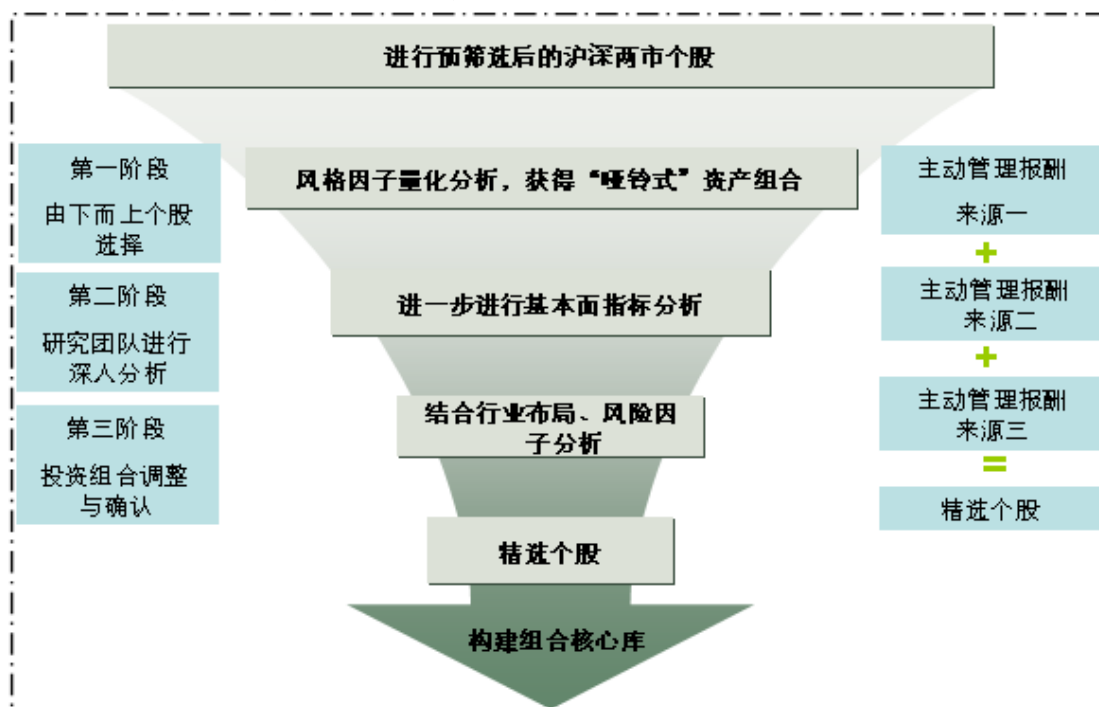 进行预筛选后的沪深两市个股
第一阶段
由下而上个股
选择
风格因子量化分析，获得“哑铃式”资产组合
主动管理报酬
来源一
+
第二阶段
研究团队进行
深入分析
进一步进行基本面指标分析
主动管理报酬
来源二
+
第三阶段
投资组合调整
与确认
结合行业布局、风险因
子分析
主动管理报酬
来源三
=
精选个股
精选个股
构建组合核心库